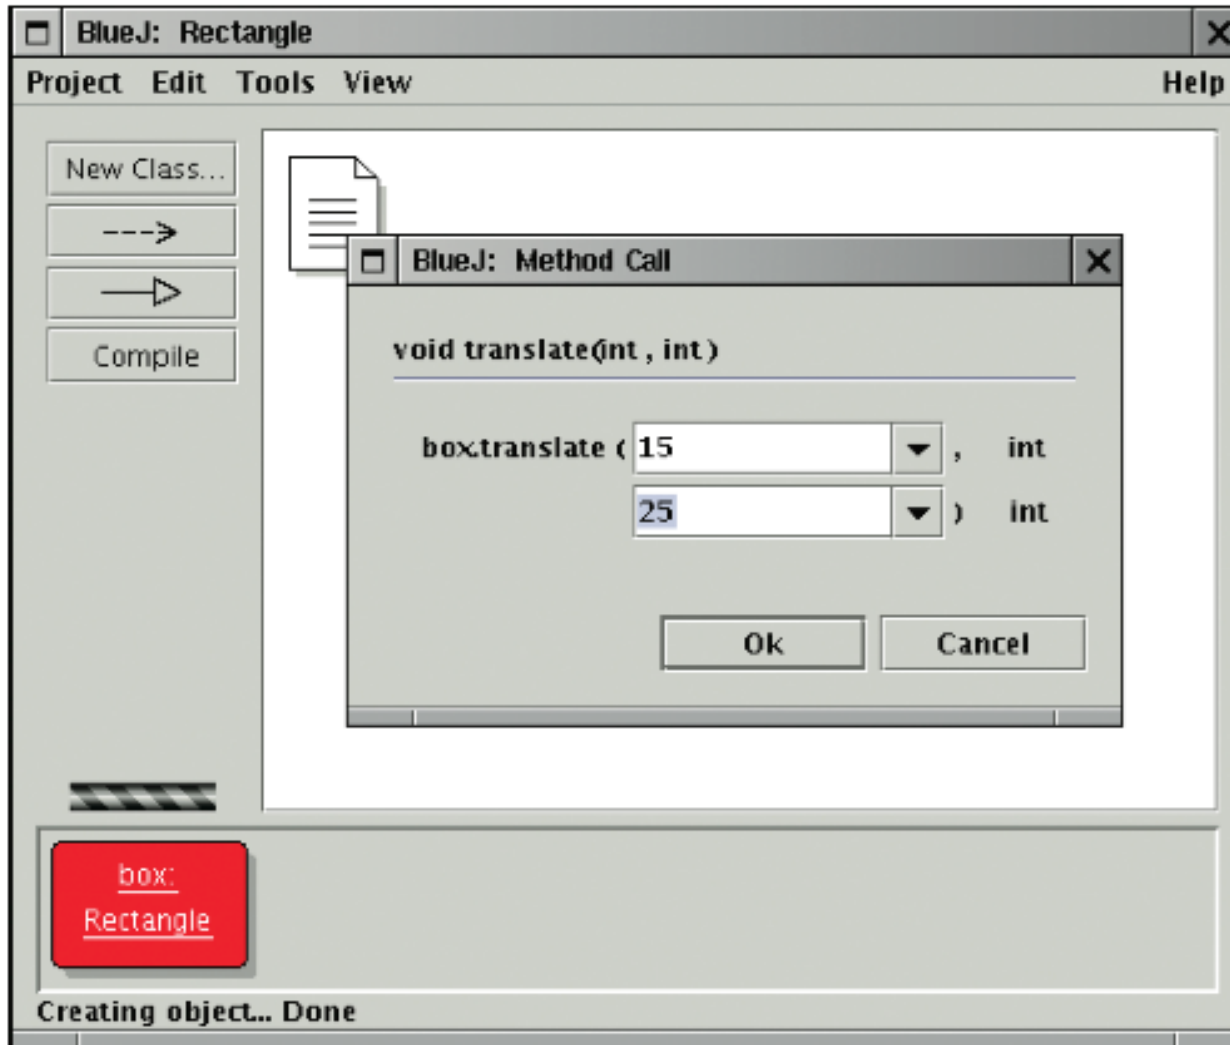 BlueJ: Rectangle
Project Edit Tools View Help
New Class...
Compile
BlueJ: Method Call
void translate(int , int )
box.translate ( 15 , int
25 ) int
Ok Cancel
box:
Rectangle
Creating object... Done